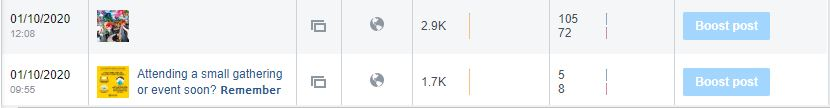 01/10/2020
12:08
2.9K
105
72
Boost post
01/10/2020
09:55
Attending a small gathering
or event soon? Remember
1.7K
5
8
Boost post